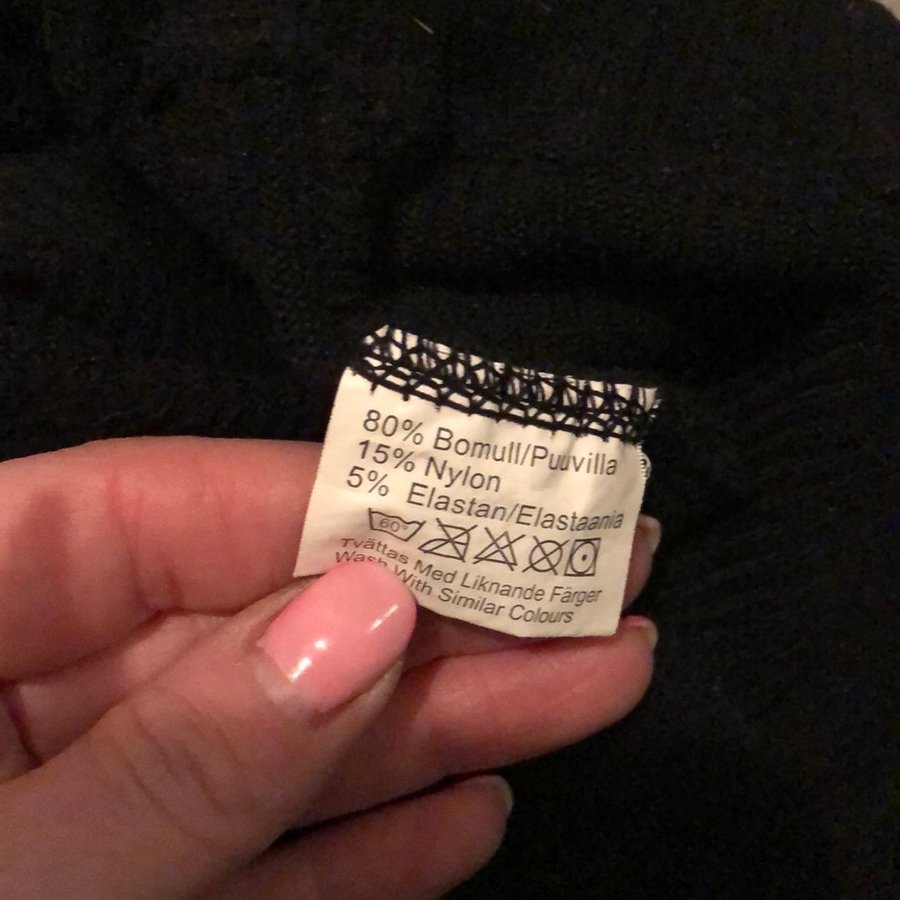 80% Bomull/Puuvilla
15% Nylon
5% Elastan/Elastaania
60°
Tvättas Med Liknande Färger
Wash With Similar Colours